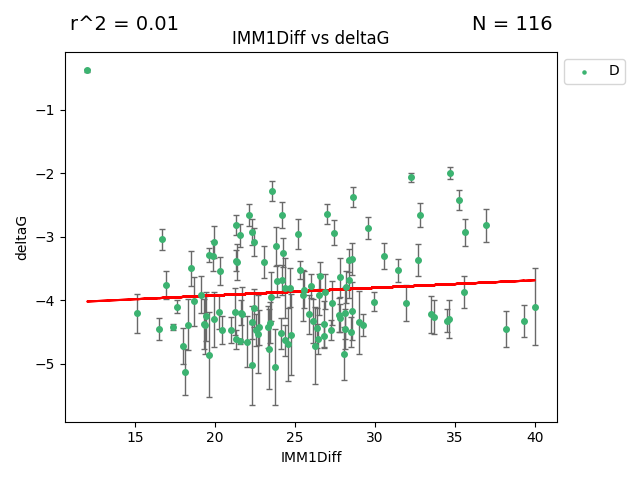 r^2 = 0.01
N = 116
IMM1Diff vs deltaG
D
−1
−2
−3
−4
−5
deltaG
15 20 25 30 35 40
IMM1Diff